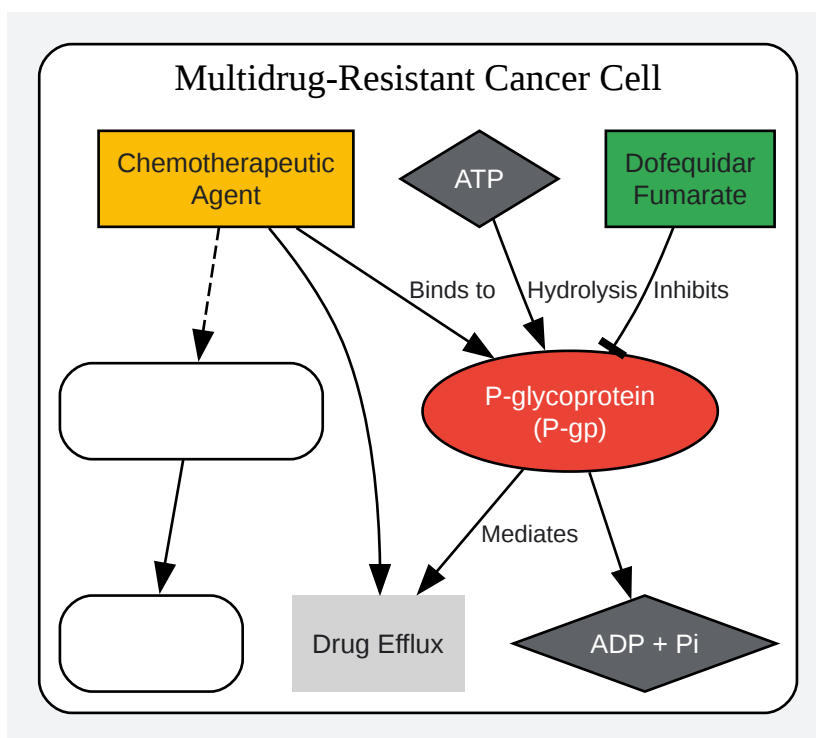 Multidrug-Resistant Cancer Cell
Chemotherapeutic
Agent
ATP
Dofequidar
Fumarate
Binds to
Hydrolysis
Inhibits
P-glycoprotein
(P-gp)
Mediates
Drug Efflux
ADP + Pi